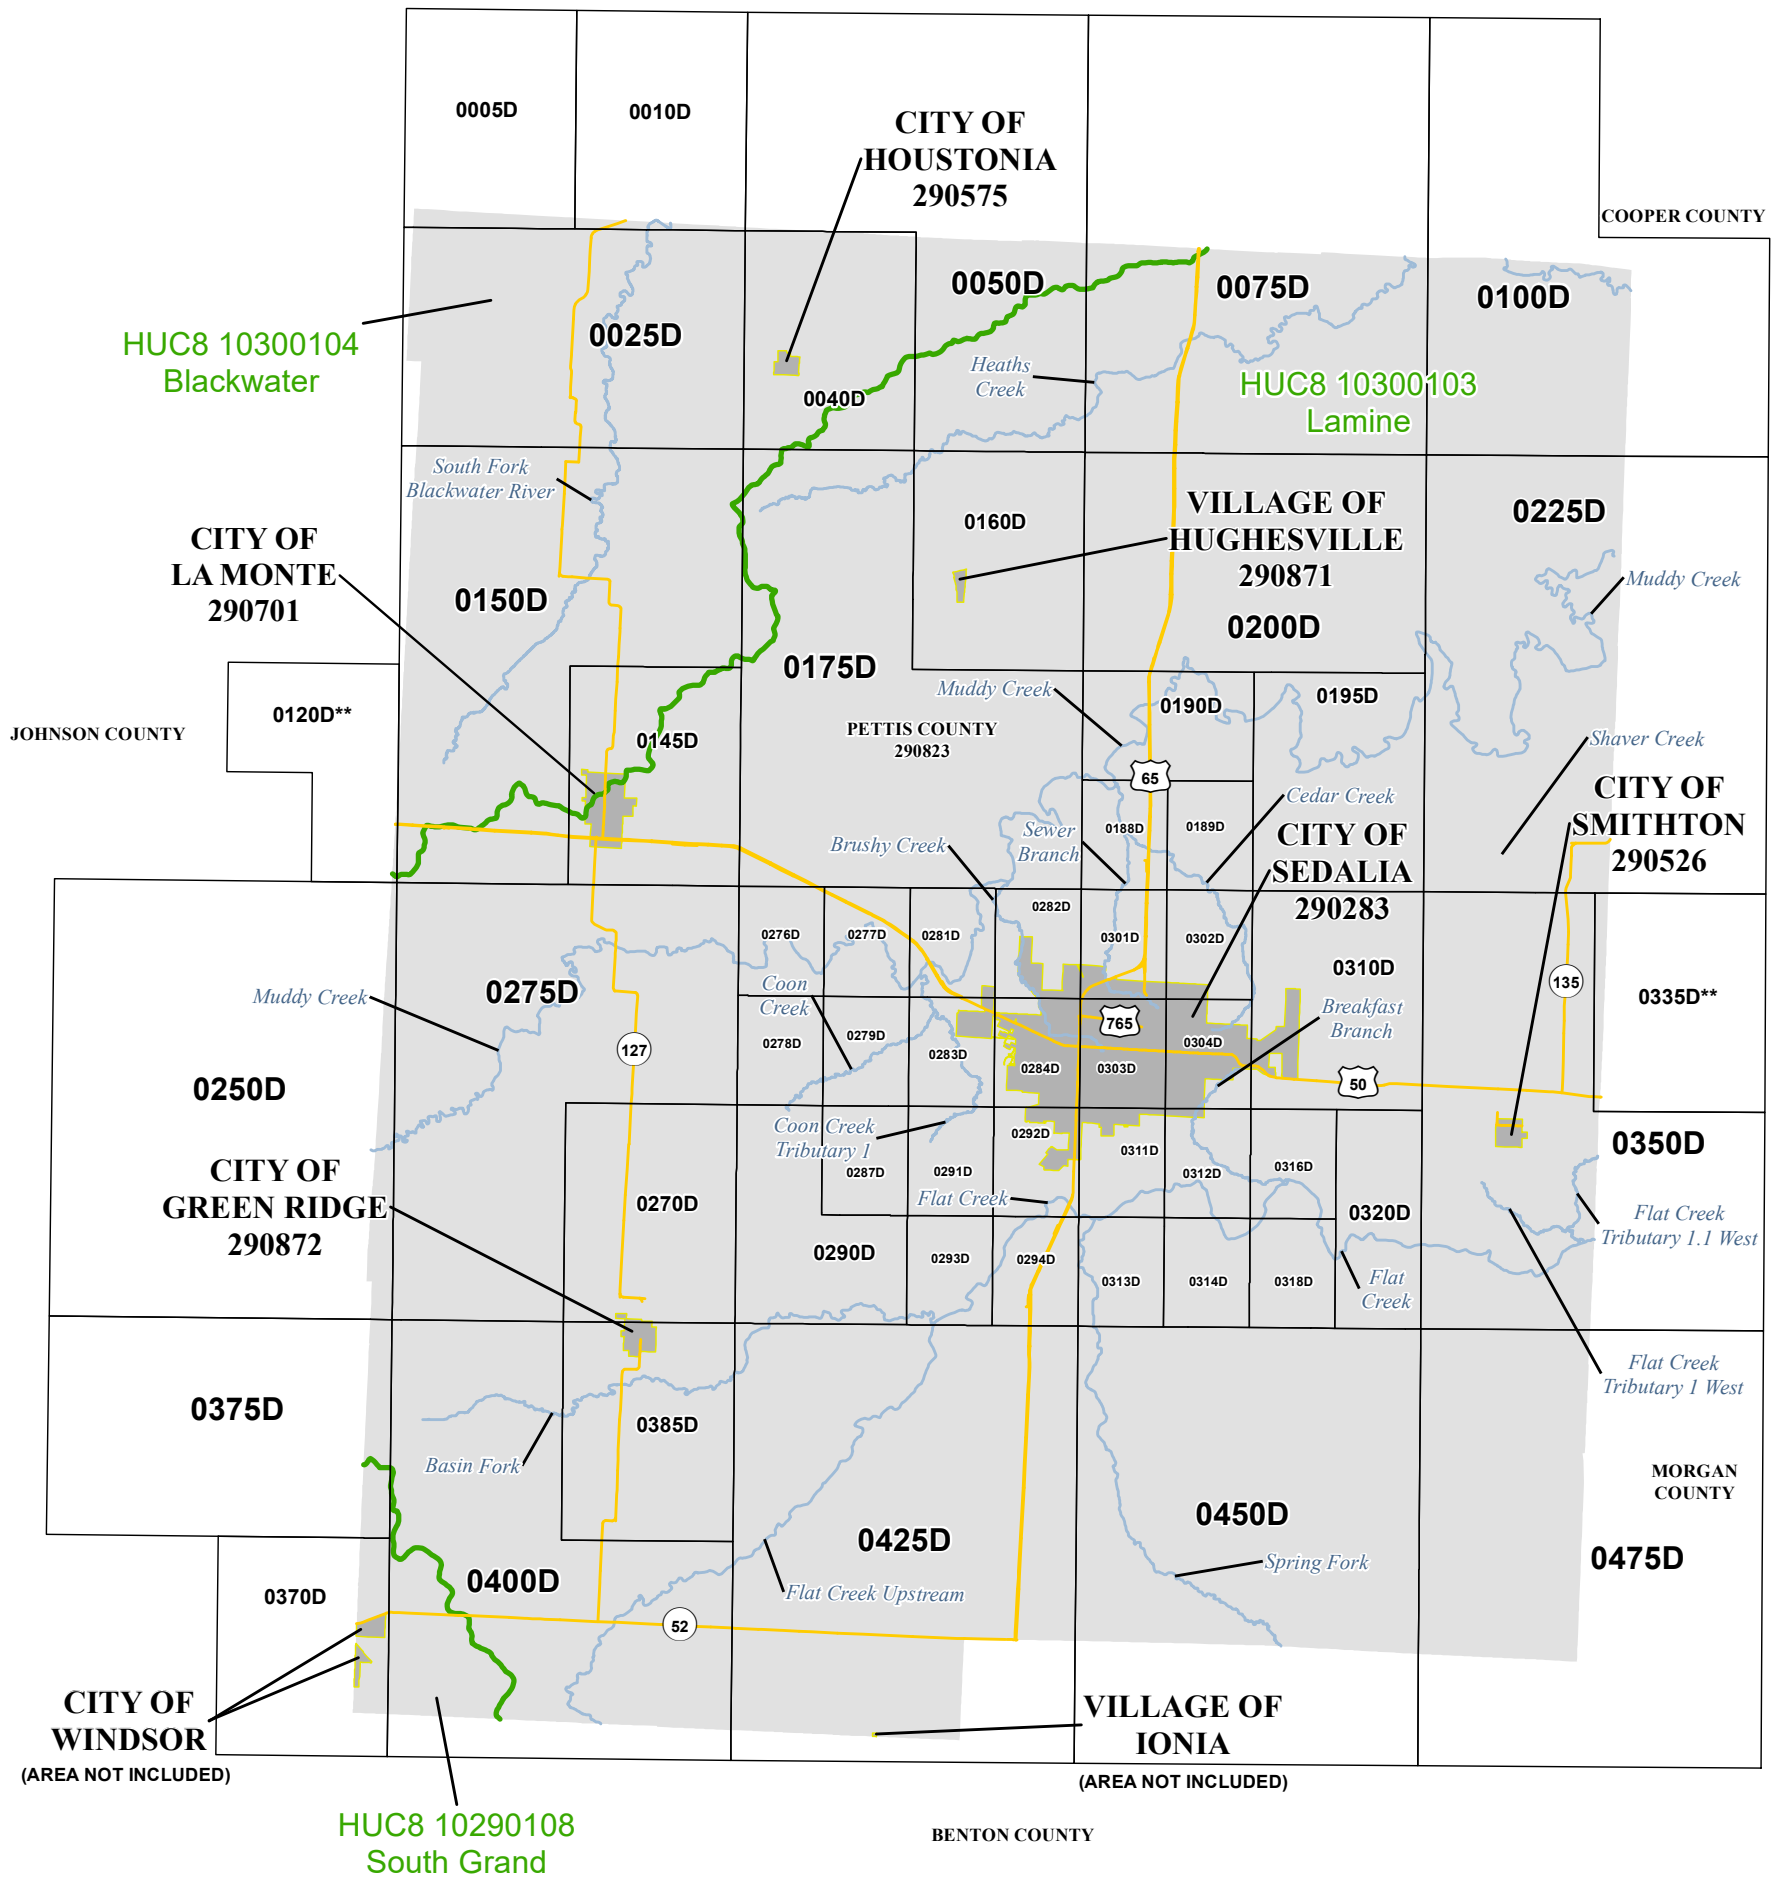 0005D
0010D
CITY OF
HOUSTONIA
290575
COOPER COUNTY
0050D
0075D
0100D
HUC8 10300104
Blackwater
0025D
Heaths
Creek
HUC8 10300103
Lamine
0040D
South Fork
Blackwater River
CITY OF
LA MONTE
290701
0160D
VILLAGE OF
HUGHESVILLE
290871
0225D
Muddy Creek
0150D
0200D
0175D
Muddy Creek
0190D
0195D
0120D**
JOHNSON COUNTY
0145D
PETTIS COUNTY
290823
Shaver Creek
65
CITY OF
SMITHTON
290526
Cedar Creek
0188D
0189D
Sewer
Branch
Brushy Creek
CITY OF
SEDALIA
290283
0282D
0276D
0277D
0281D
0301D
0302D
0310D
0275D
Muddy Creek
Coon
Creek
135
0335D**
Breakfast
Branch
765
127
0278D
0279D
0283D
0284D
0303D
0304D
50
0250D
Coon Creek
Tributary 1
0292D
0311D
0350D
CITY OF
GREEN RIDGE
290872
0287D
0291D
0312D
0316D
0270D
Flat Creek
0320D
Flat Creek
Tributary 1.1 West
0290D
0293D
0294D
0313D
0314D
0318D
Flat
Creek
Flat Creek
Tributary 1 West
0375D
0385D
Basin Fork
MORGAN
COUNTY
0450D
0425D
0475D
Spring Fork
0400D
0370D
Flat Creek Upstream
52
CITY OF
WINDSOR
(AREA NOT INCLUDED)
VILLAGE OF
IONIA
(AREA NOT INCLUDED)
HUC8 10290108
South Grand
BENTON COUNTY